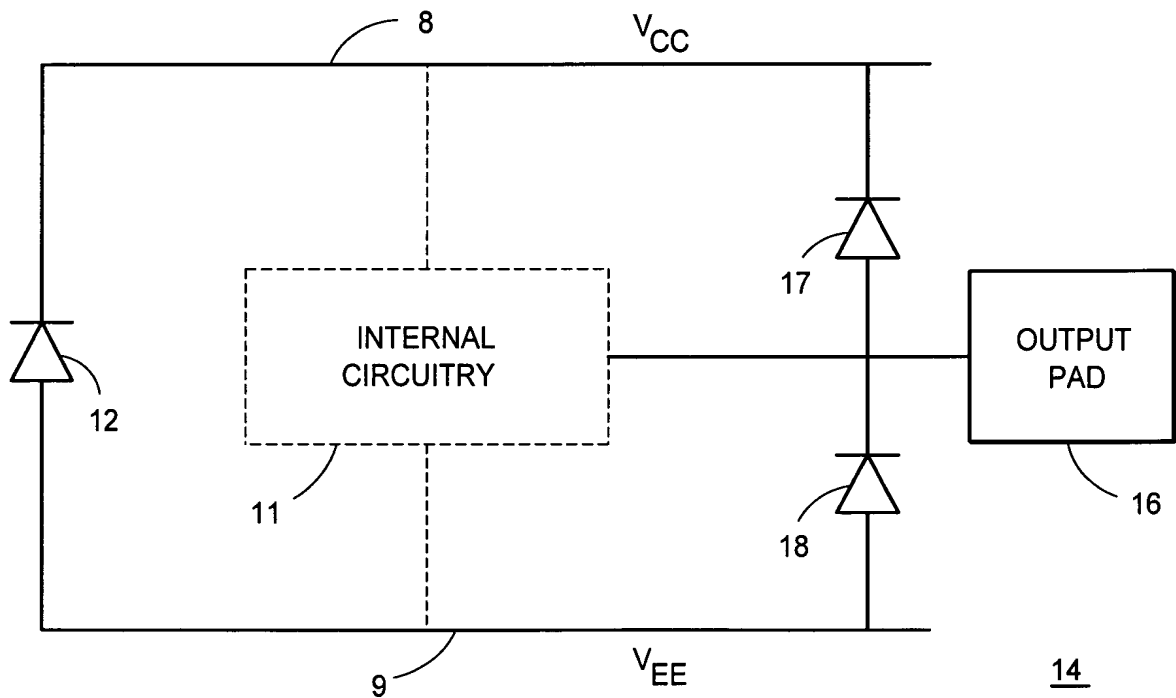 8
V_CC
17
INTERNAL
CIRCUITRY
OUTPUT
PAD
12
11
18
16
9
V_EE
14